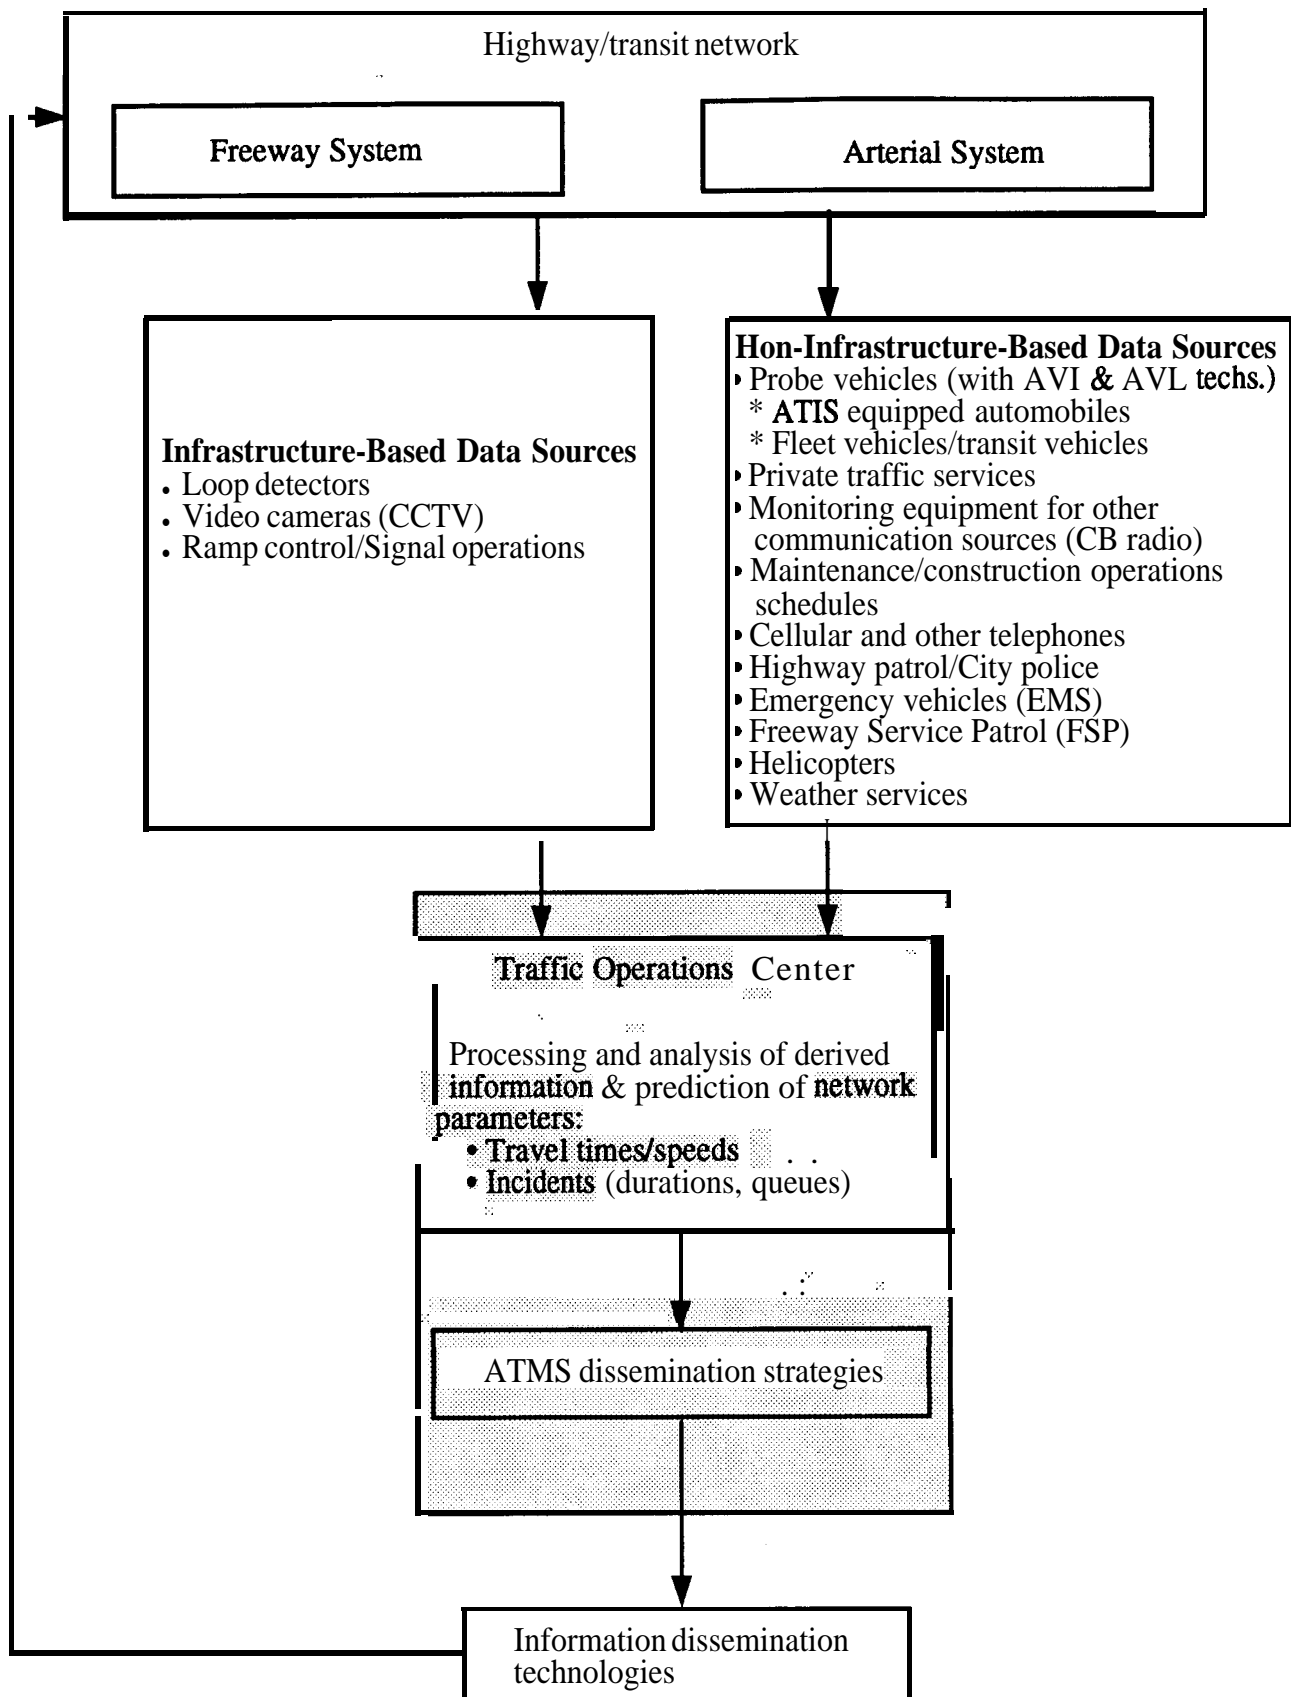 Highway/transit network
Freeway System
Arterial System
Infrastructure-Based Data Sources
• Loop detectors
• Video cameras (CCTV)
• Ramp control/Signal operations
Hon-Infrastructure-Based Data Sources
• Probe vehicles (with AVI & AVL techs.)
* ATIS equipped automobiles
* Fleet vehicles/transit vehicles
• Private traffic services
• Monitoring equipment for other
communication sources (CB radio)
• Maintenance/construction operations
schedules
• Cellular and other telephones
• Highway patrol/City police
• Emergency vehicles (EMS)
• Freeway Service Patrol (FSP)
• Helicopters
• Weather services
Traffic Operations Center
Processing and analysis of derived
information & prediction of network
parameters:
• Travel times/speeds
• Incidents (durations, queues)
ATMS dissemination strategies
Information dissemination
technologies